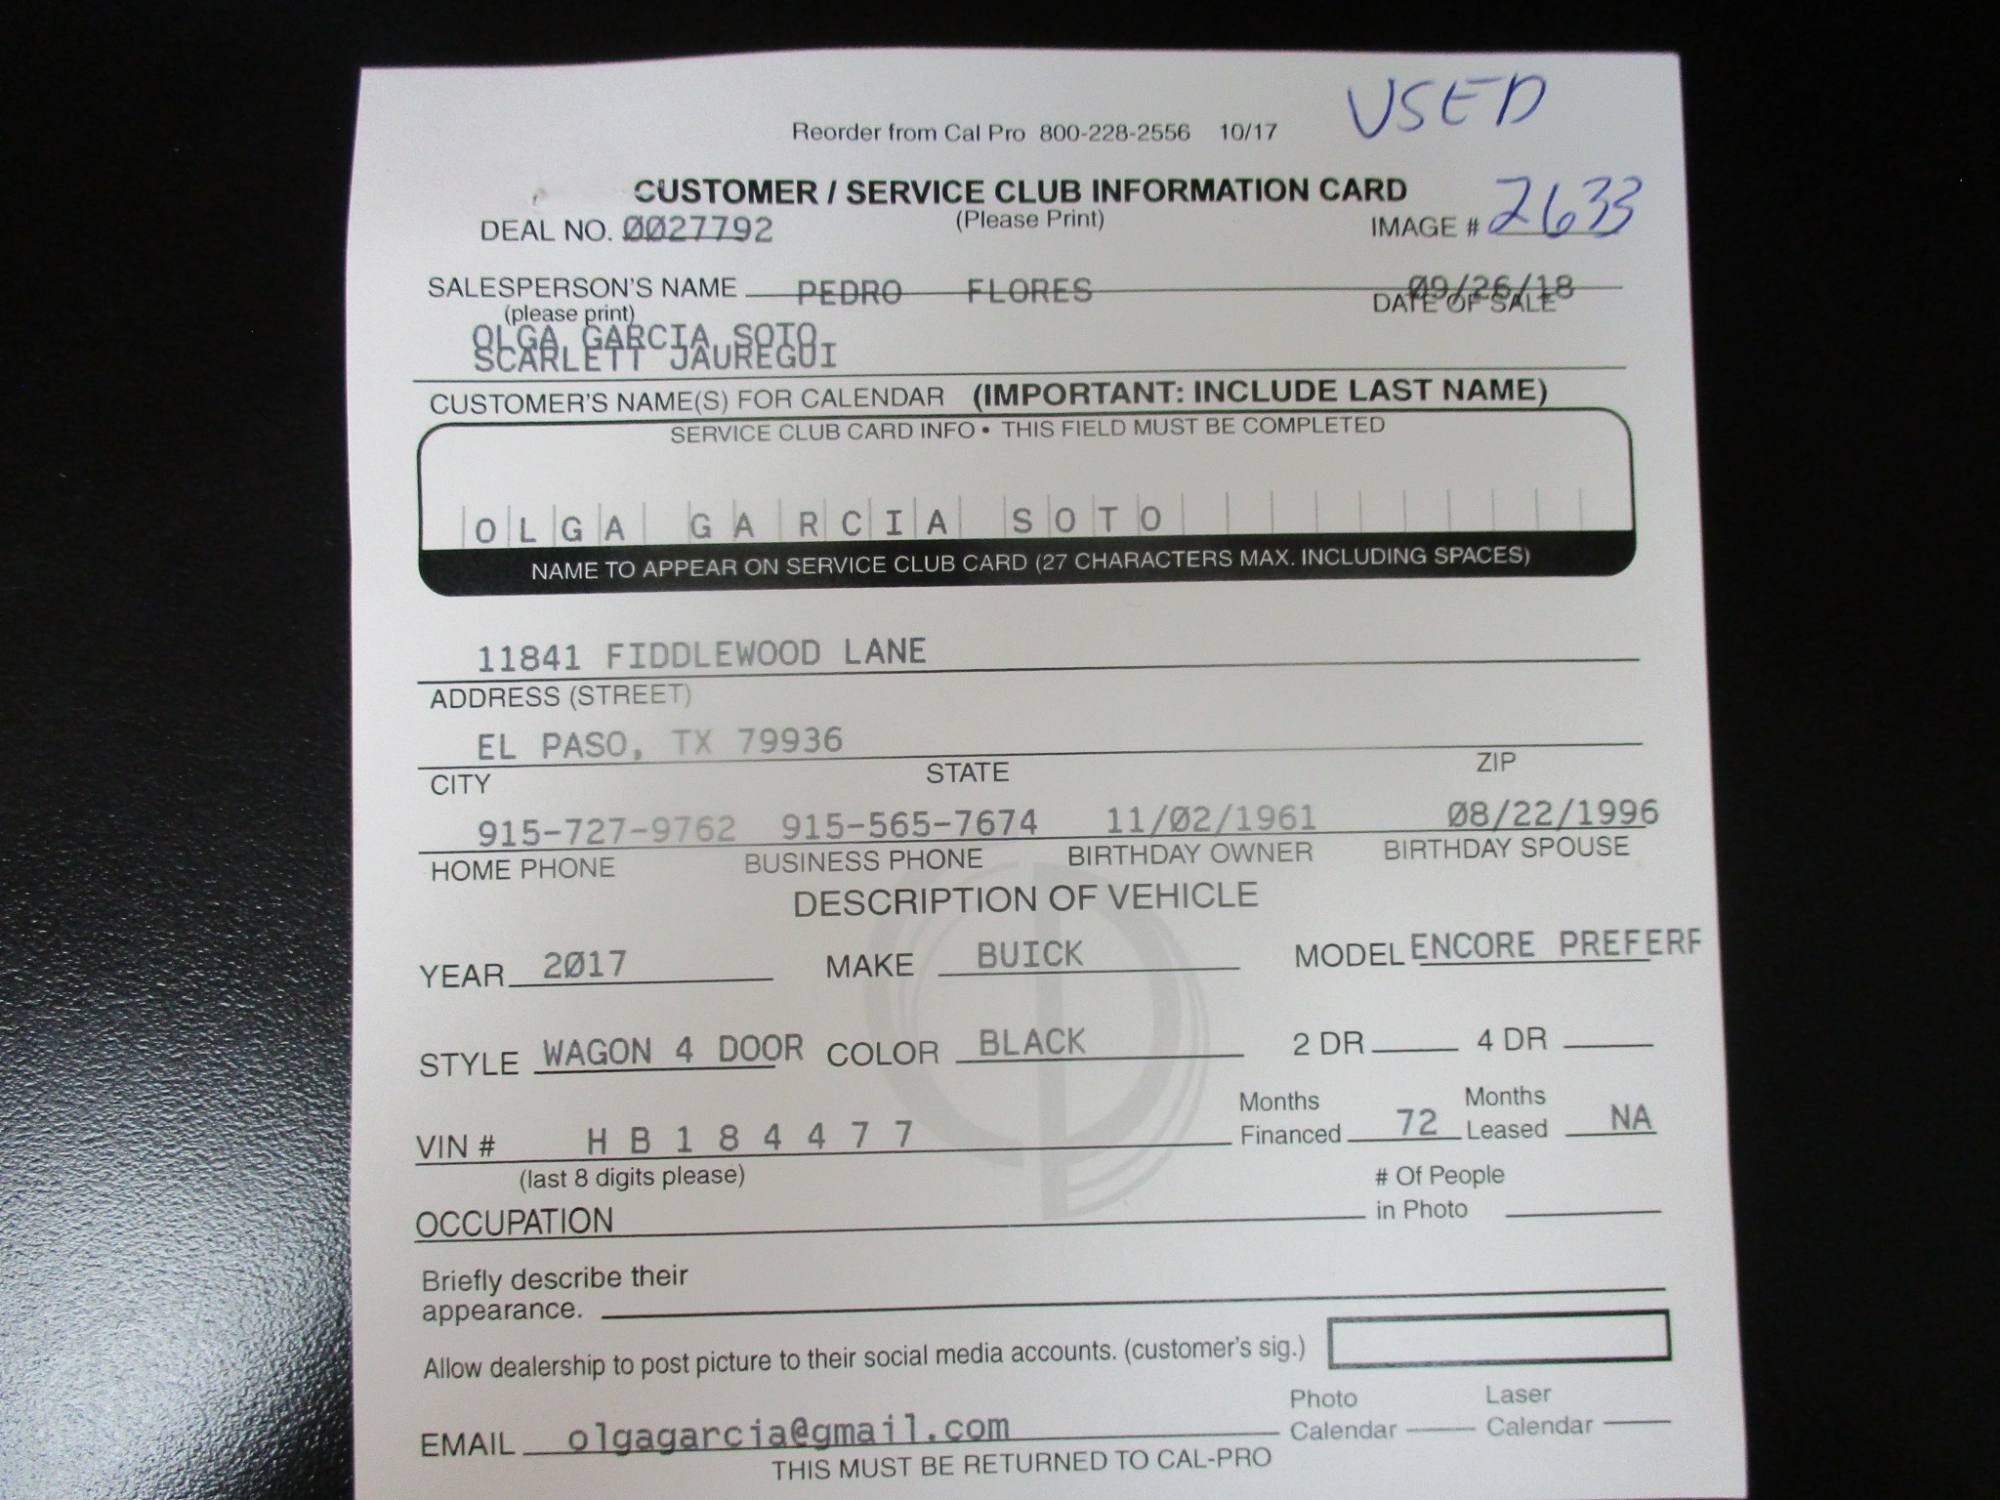 USED
Reorder from Cal Pro 800-228-2556 10/17
CUSTOMER / SERVICE CLUB INFORMATION CARD
(Please Print)
DEAL NO. 0027792
IMAGE # 2633
SALESPERSON'S NAME PEDRO FLORES
09/26/18
(please print)
DATE OF SALE
OLGA GARCIA SOTO
SCARLETT JAUREGUI
CUSTOMER'S NAME(S) FOR CALENDAR (IMPORTANT: INCLUDE LAST NAME)
SERVICE CLUB CARD INFO • THIS FIELD MUST BE COMPLETED
OLGA GARCIA SOTO
NAME TO APPEAR ON SERVICE CLUB CARD (27 CHARACTERS MAX. INCLUDING SPACES)
11841 FIDDLEWOOD LANE
ADDRESS (STREET)
EL PASO, TX 79936
CITY STATE ZIP
915-727-9762 915-565-7674 11/02/1961 08/22/1996
HOME PHONE BUSINESS PHONE BIRTHDAY OWNER BIRTHDAY SPOUSE
DESCRIPTION OF VEHICLE
YEAR 2017 MAKE BUICK MODEL ENCORE PREFERF
STYLE WAGON 4 DOOR COLOR BLACK 2 DR 4 DR
Months Months
VIN # H B 1 8 4 4 7 7 Financed 72 Leased NA
(last 8 digits please) # Of People
OCCUPATION in Photo
Briefly describe their
appearance.
Allow dealership to post picture to their social media accounts. (customer's sig.)
Photo Laser
EMAIL olgagarcia@gmail.com Calendar Calendar
THIS MUST BE RETURNED TO CAL-PRO